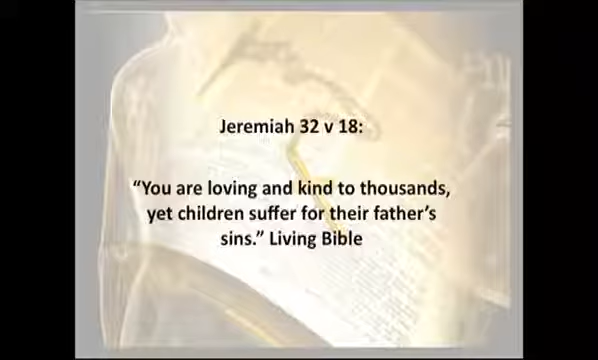 Jeremiah 32 v 18:
“You are loving and kind to thousands,
yet children suffer for their father’s
sins.” Living Bible